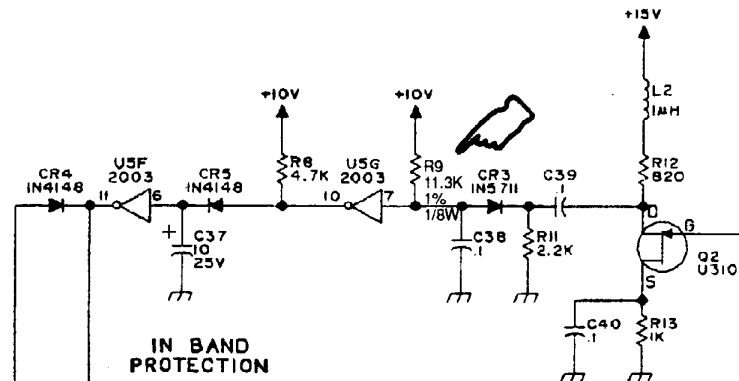 +15V
L2
1µH
+10V
+10V
R8
4.7K
U5G
2003
R9
11.3K
1%
1/8W
CR3
1N5711
C39
.1
R12
820
CR4
1N4148
U5F
2003
CR5
1N4148
11
6
10
7
D
G
Q2
U310
S
+
C37
10
25V
C38
.1
R11
2.2K
C40
.1
R13
1K
IN BAND
PROTECTION